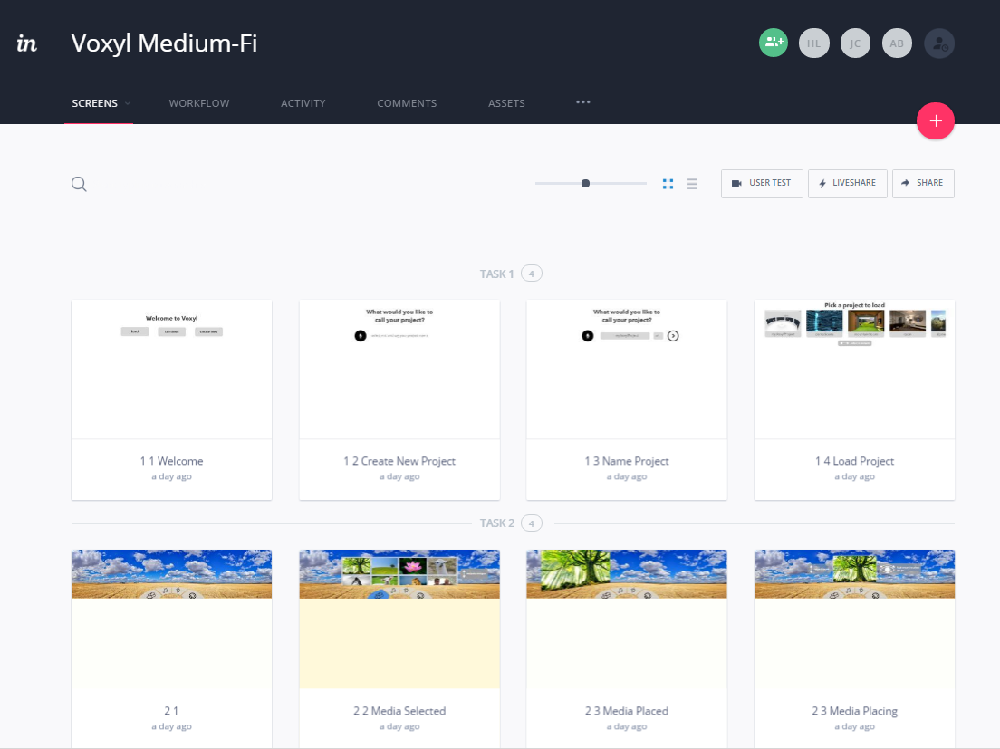 in
Voxyl Medium-Fi
HL
JC
AB
SCREENS
WORKFLOW
ACTIVITY
COMMENTS
ASSETS
USER TEST
LIVESHARE
SHARE
TASK 1
4
Welcome to Voxyl
load
create new
What would you like to
call your project?
What would you like to
call your project?
Pick a project to load
1 1 Welcome
a day ago
1 2 Create New Project
a day ago
1 3 Name Project
a day ago
1 4 Load Project
a day ago
TASK 2
4
2 1
a day ago
2 2 Media Selected
a day ago
2 3 Media Placed
a day ago
2 3 Media Placing
a day ago